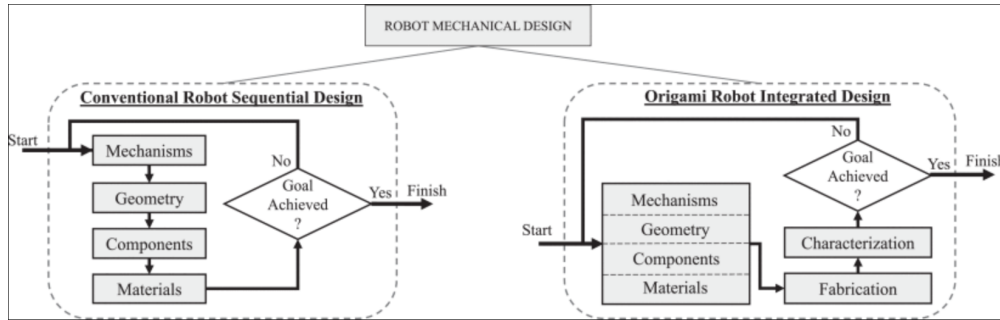 ROBOT MECHANICAL DESIGN
Conventional Robot Sequential Design
Start
Mechanisms
Geometry
Components
Materials
No
Goal
Achieved
?
Yes
Finish
Origami Robot Integrated Design
Start
Mechanisms
Geometry
Components
Materials
No
Goal
Achieved
?
Yes
Finish
Characterization
Fabrication